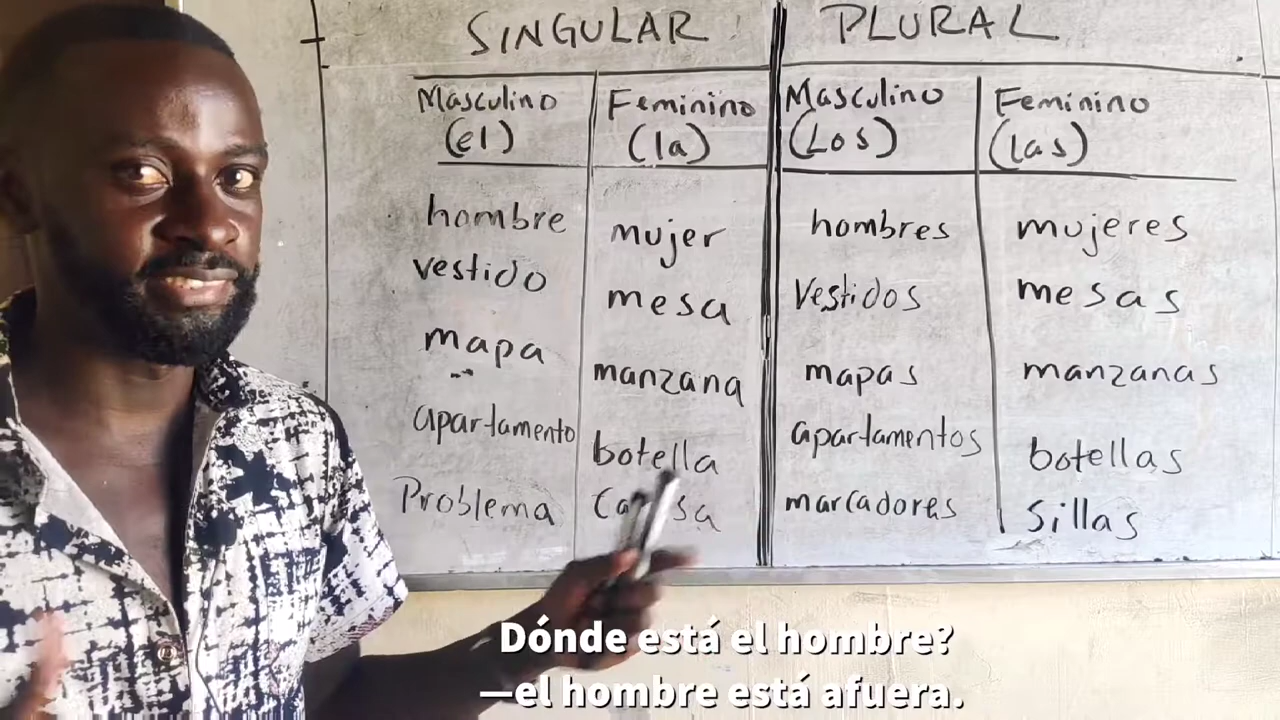 SINGULAR PLURAL
Masculino Feminino Masculino Feminino
(el) (la) (Los) (las)
hombre mujer hombres mujeres
vestido mesa Vestidos mesas
mapa manzana mapas manzanas
apartamento botella apartamentos botellas
Problema marcadores sillas
Dónde está el hombre?
—el hombre está afuera.